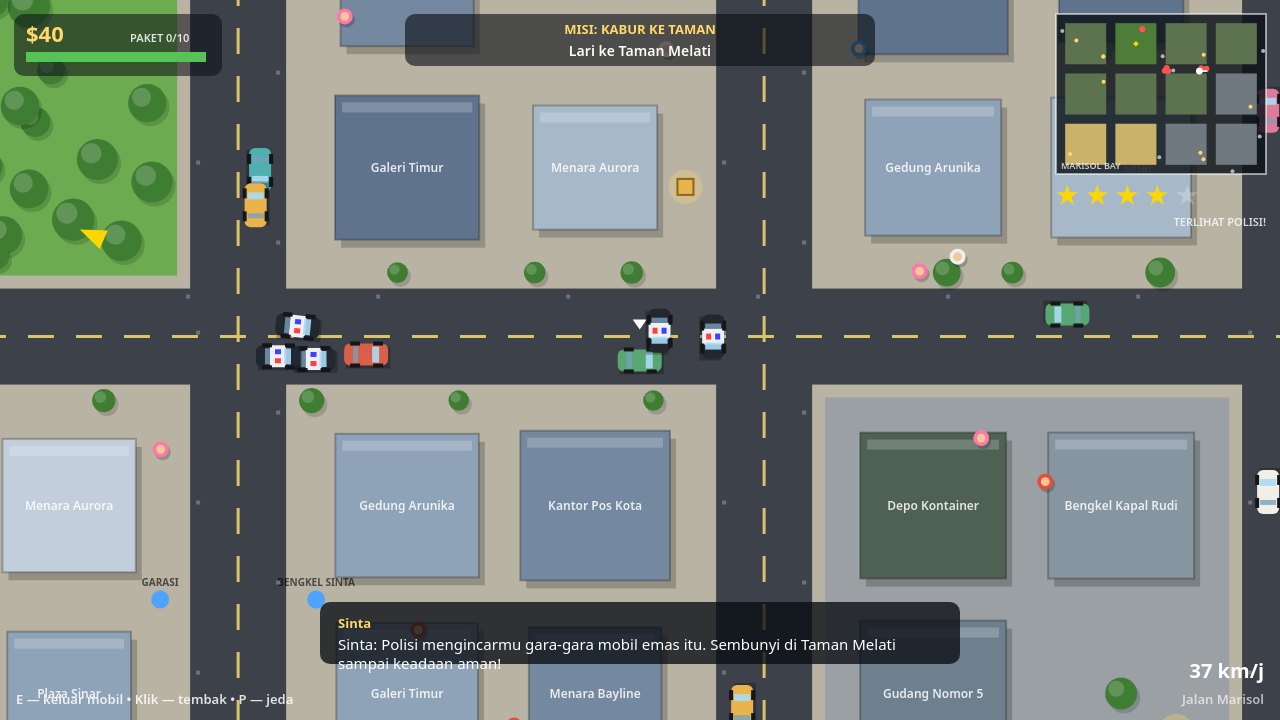 $40
PAKET 0/10
MISI: KABUR KE TAMAN
Lari ke Taman Melati
MARISOL BAY
TERLIHAT POLISI!
Galeri Timur
Menara Aurora
Gedung Arunika
Menara Aurora
Gedung Arunika
Kantor Pos Kota
Depo Kontainer
Bengkel Kapal Rudi
GARASI
BENGKEL SINTA
Sinta
Sinta: Polisi mengincarmu gara-gara mobil emas itu. Sembunyi di Taman Melati
sampai keadaan aman!
Plaza Sinar
Galeri Timur
Menara Bayline
Gudang Nomor 5
E — keluar mobil • Klik — tembak • P — jeda
37 km/j
Jalan Marisol